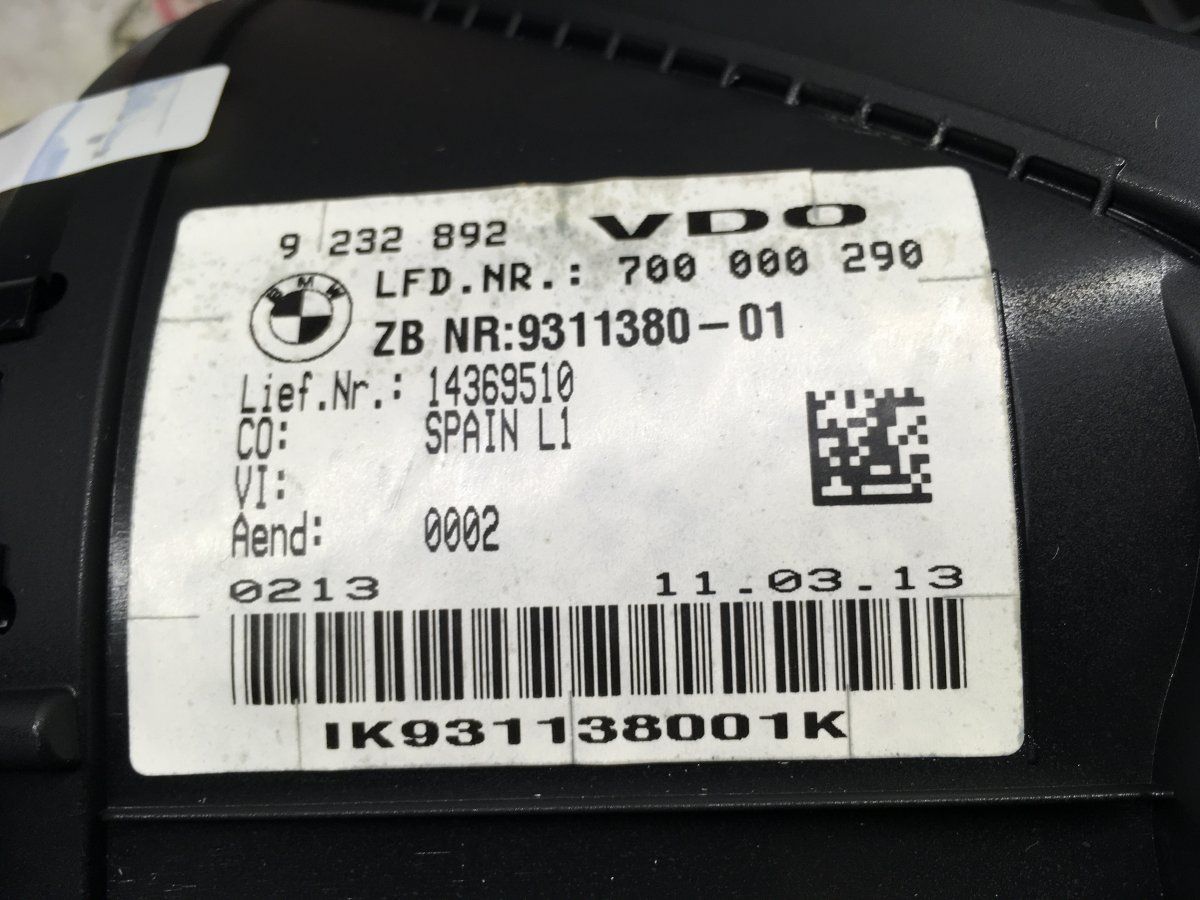 9 232 892 VDO
BMW
LFD.NR.: 700 000 290
ZB NR:9311380-01
Lief.Nr.: 14369510
CO: SPAIN L1
VI:
Aend: 0002
0213 11.03.13
IK931138001K